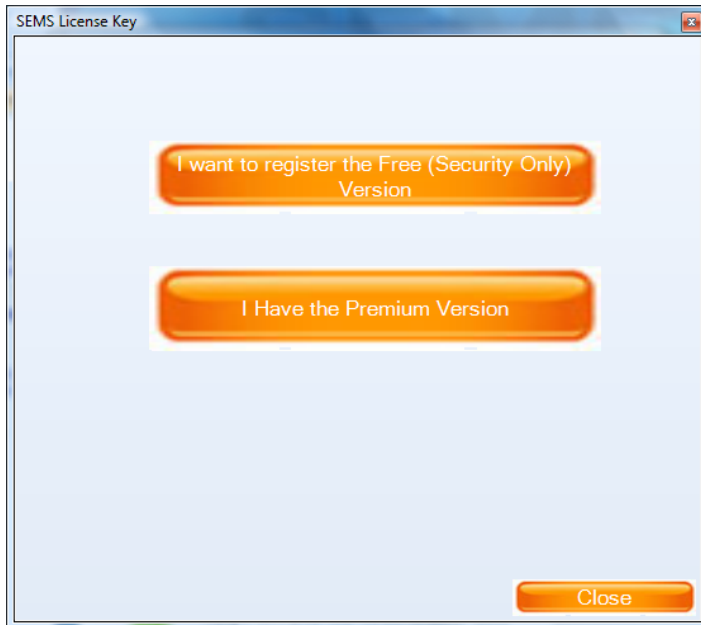 SEMS License Key
I want to register the Free (Security Only)
Version
I Have the Premium Version
Close